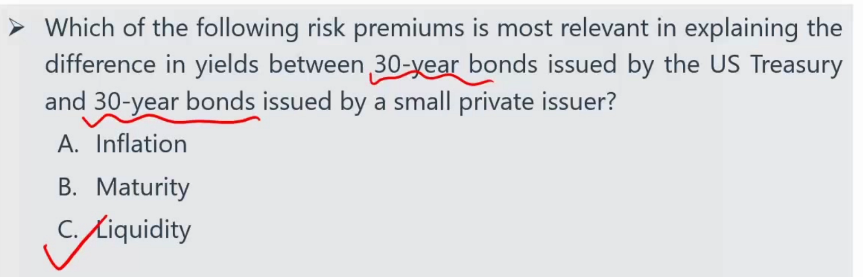 ➢ Which of the following risk premiums is most relevant in explaining the
difference in yields between 30-year bonds issued by the US Treasury
and 30-year bonds issued by a small private issuer?
A. Inflation
B. Maturity
C. Liquidity